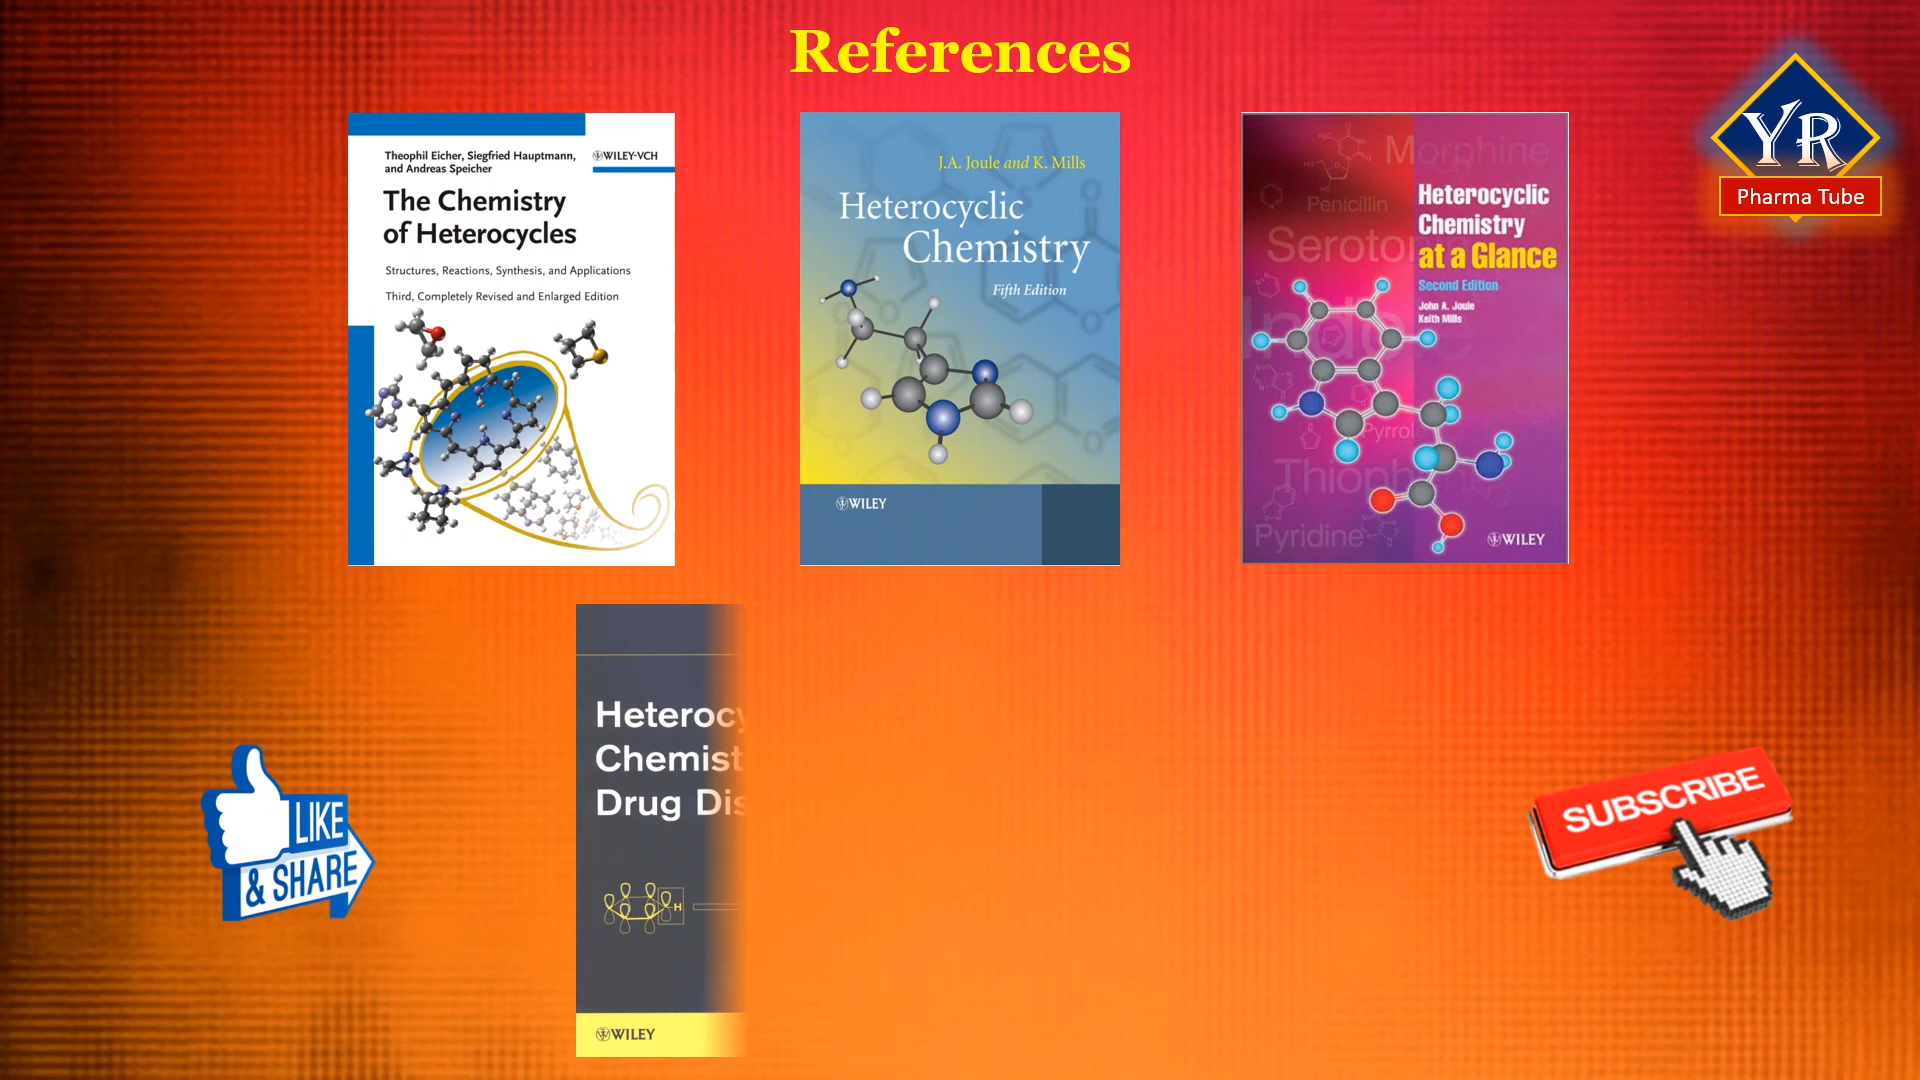 References
Theophil Eicher, Siegfried Hauptmann,
and Andreas Speicher
WILEY-VCH
The Chemistry
of Heterocycles
Structures, Reactions, Synthesis, and Applications
Third, Completely Revised and Enlarged Edition
J.A. Joule and K. Mills
Heterocyclic
Chemistry
Fifth Edition
WILEY
Morphine
Penicillin
Heterocyclic
Chemistry
at a Glance
Second Edition
John A. Joule
Keith Mills
Indole
Pyrrol
Pyridine
WILEY
YR
Pharma Tube
Heterocy
Chemist
Drug Dis
H
WILEY
LIKE
& SHARE
SUBSCRIBE